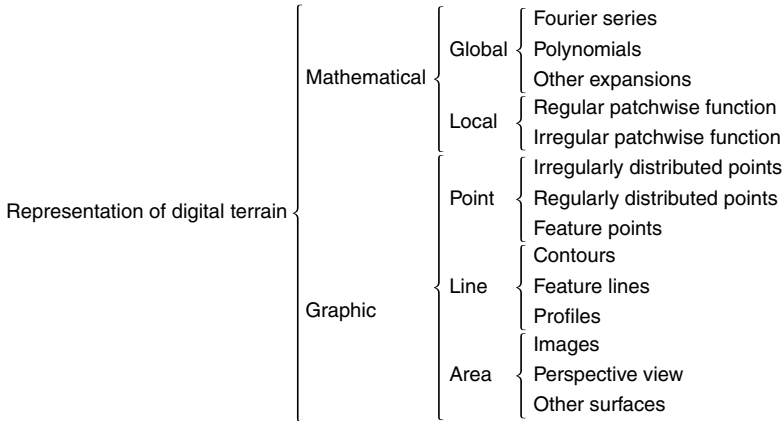 Representation of digital terrain
Mathematical
Global
Fourier series
Polynomials
Other expansions
Local
Regular patchwise function
Irregular patchwise function
Graphic
Point
Irregularly distributed points
Regularly distributed points
Feature points
Line
Contours
Feature lines
Profiles
Area
Images
Perspective view
Other surfaces